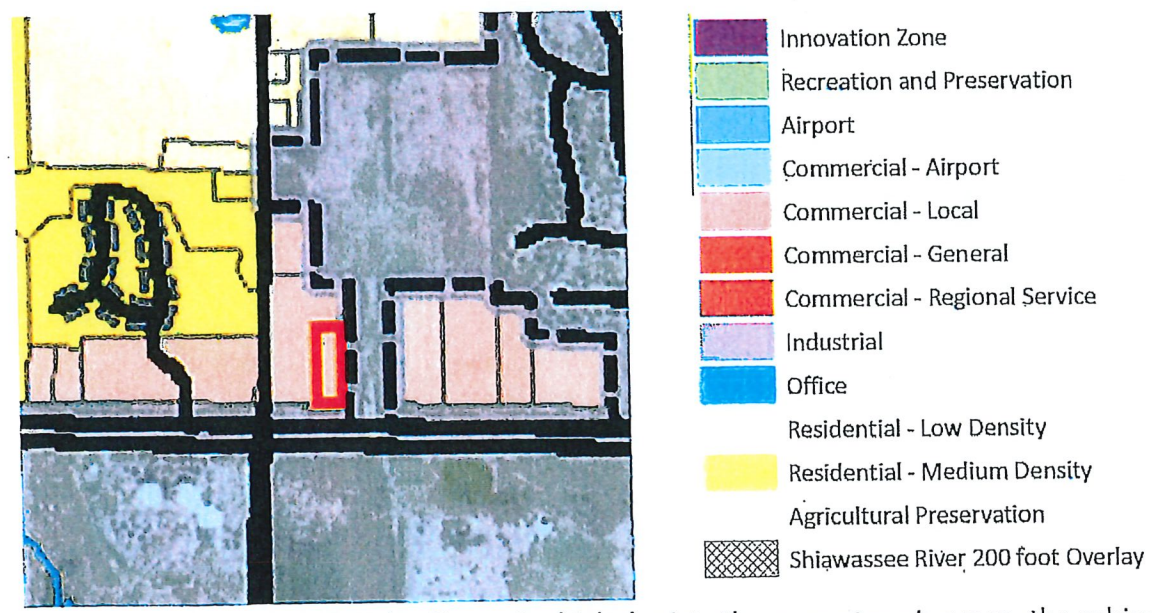 Innovation Zone
Recreation and Preservation
Airport
Commercial - Airport
Commercial - Local
Commercial - General
Commercial - Regional Service
Industrial
Office
Residential - Low Density
Residential - Medium Density
Agricultural Preservation
Shiawassee River 200 foot Overlay